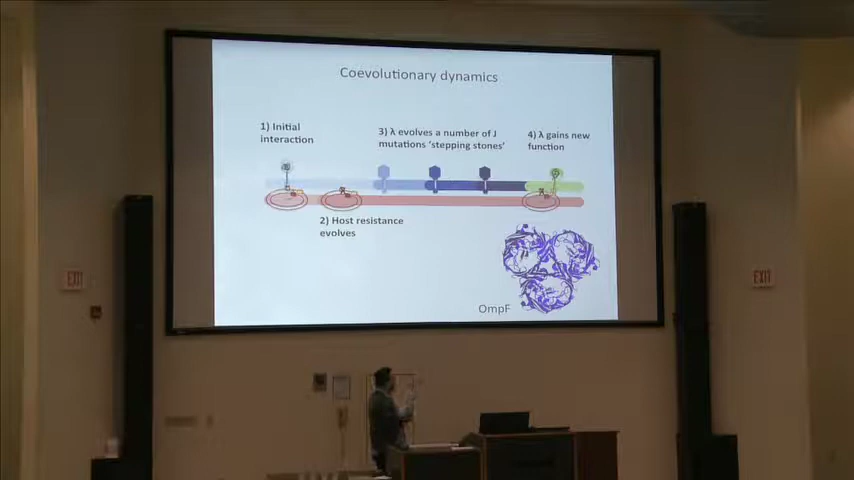 Coevolutionary dynamics
1) Initial
interaction
3) λ evolves a number of J
mutations 'stepping stones'
4) λ gains new
function
2) Host resistance
evolves
OmpF
EXIT
EXIT